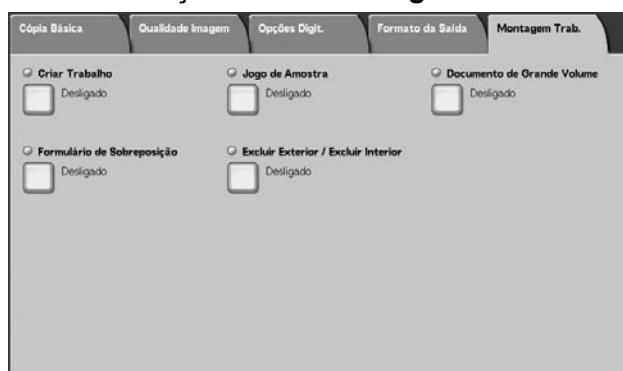 Cópia Básica Qualidade Imagem Opções Digit. Formato da Saída Montagem Trab.
Criar Trabalho Jogo de Amostra Documento de Grande Volume
Desligado Desligado Desligado
Formulário de Sobreposição Excluir Exterior / Excluir Interior
Desligado Desligado